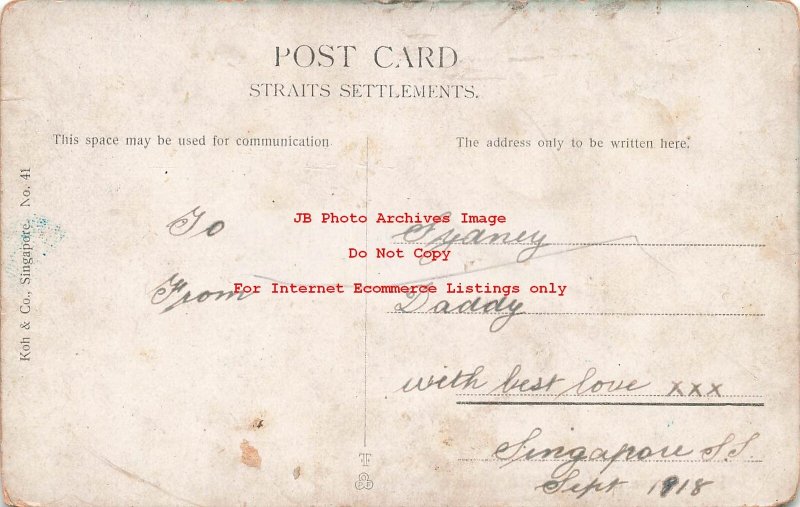 POST CARD
STRAITS SETTLEMENTS.
This space may be used for communication.
The address only to be written here.
Koh & Co., Singapore. No. 41
To Sydney
From Daddy
with best love xxx
Singapore S.S.
Sept 1918
JB Photo Archives Image
Do Not Copy
For Internet Ecommerce Listings only